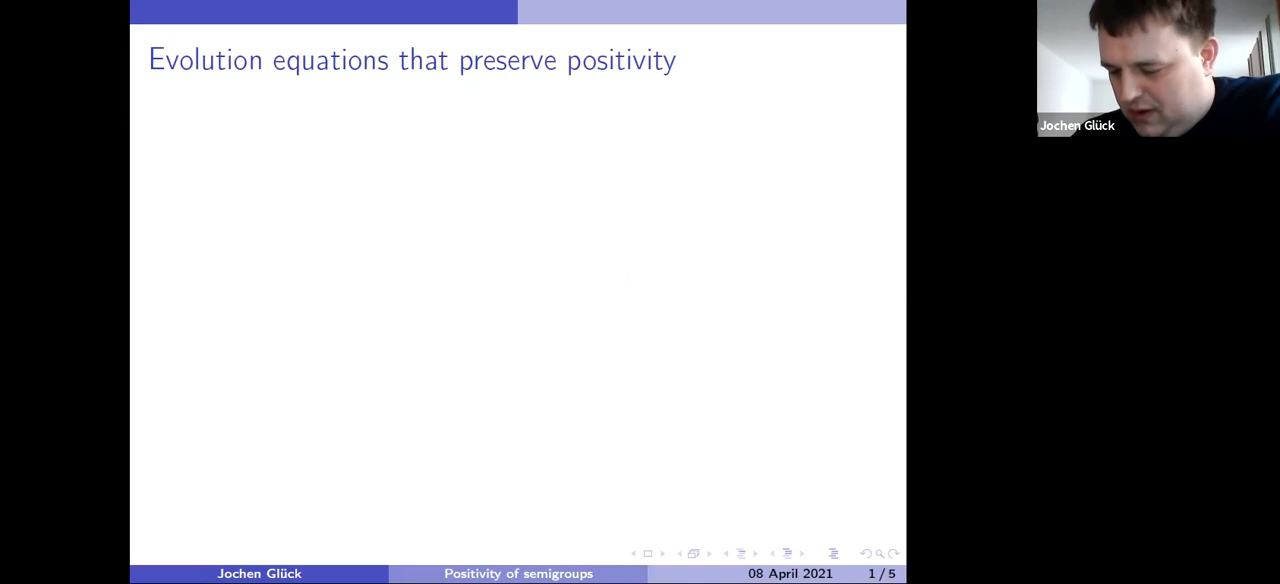 Evolution equations that preserve positivity
Jochen Glück
Jochen Glück Positivity of semigroups 08 April 2021 1 / 5